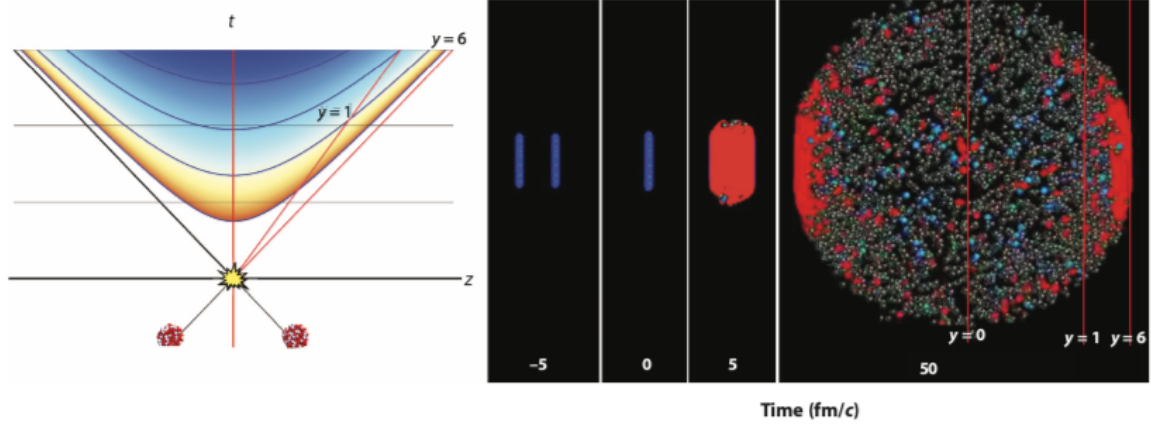 t
y = 6
y = 1
z
y = 0
y = 1 y = 6
–5
0
5
50
Time (fm/c)